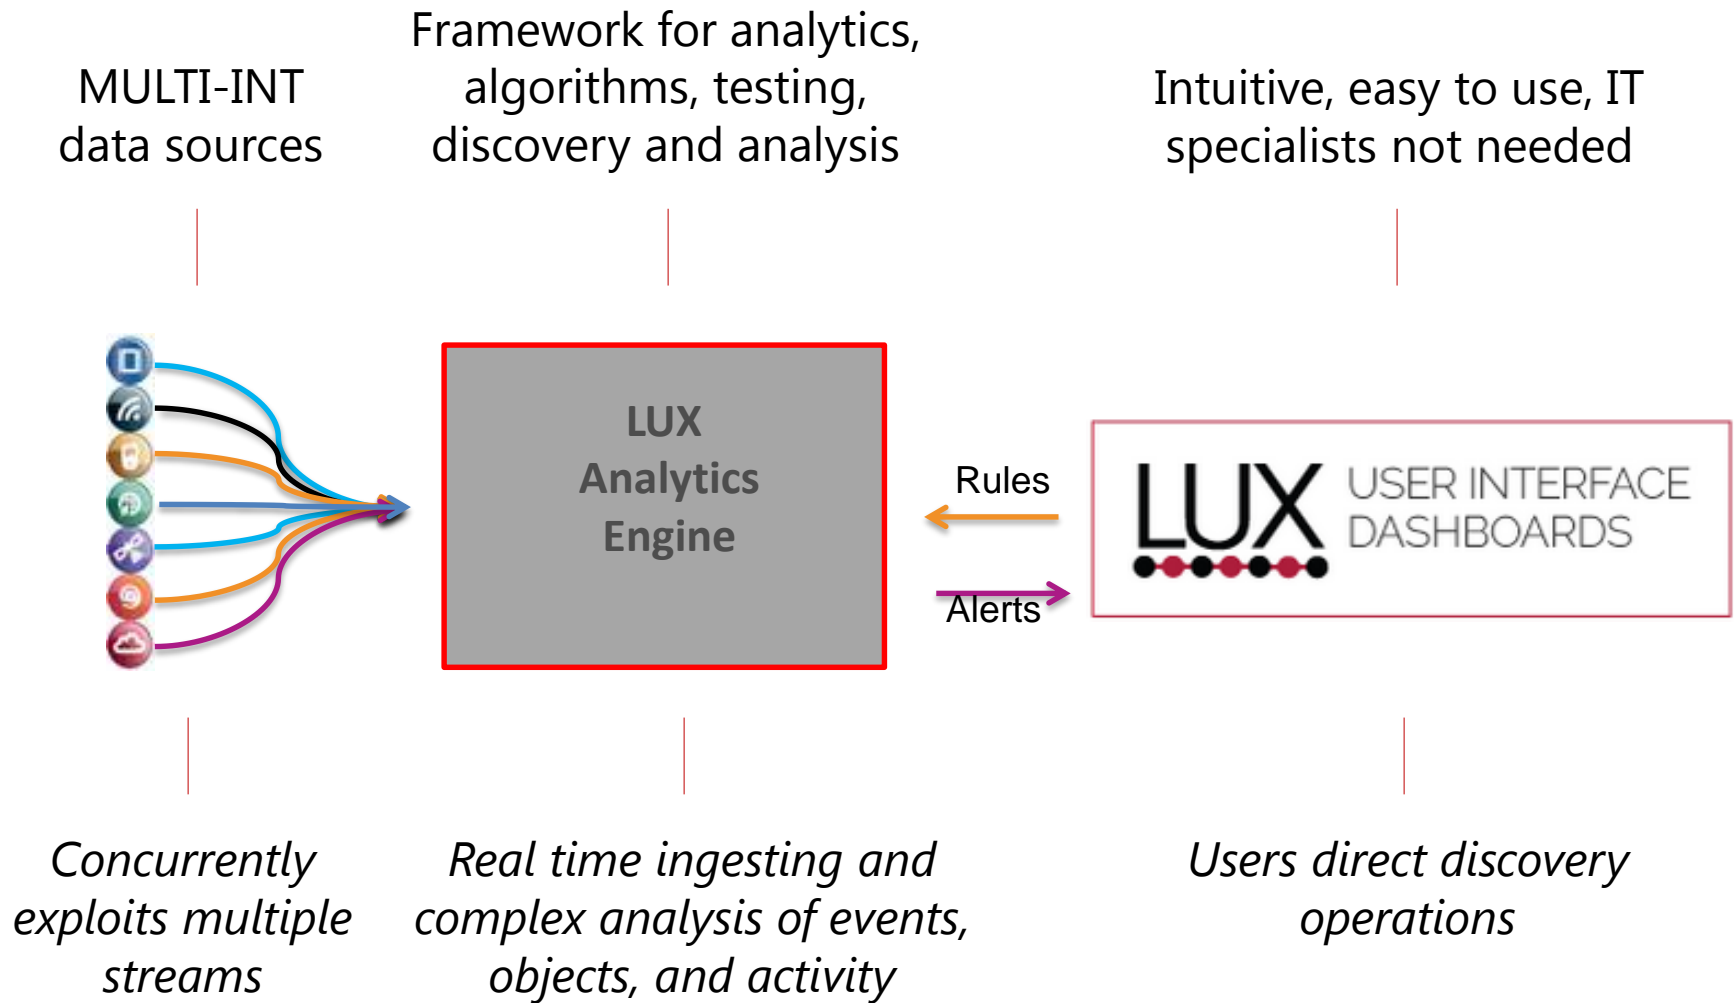 MULTI-INT
data sources
Framework for analytics,
algorithms, testing,
discovery and analysis
Intuitive, easy to use, IT
specialists not needed
LUX
Analytics
Engine
Rules
Alerts
LUX
USER INTERFACE
DASHBOARDS
Concurrently
exploits multiple
streams
Real time ingesting and
complex analysis of events,
objects, and activity
Users direct discovery
operations